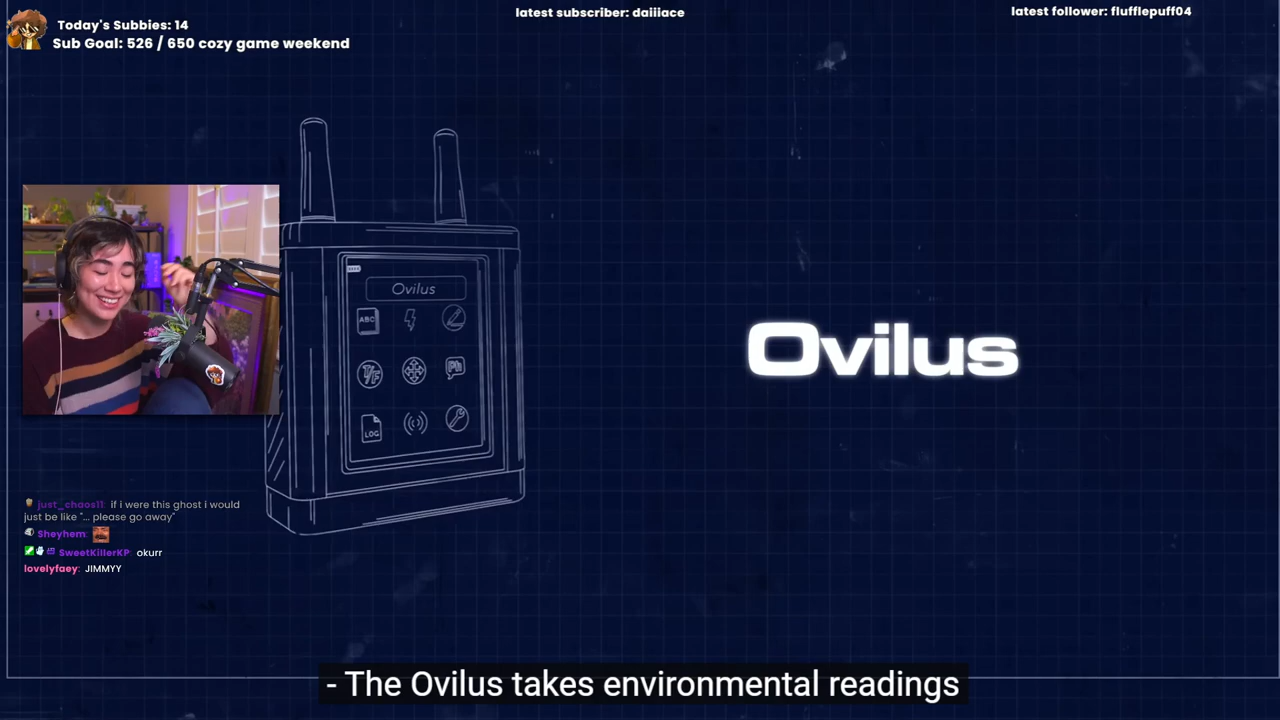 Today's Subbies: 14
Sub Goal: 526 / 650 cozy game weekend
latest subscriber: daiiiace
latest follower: flufflepuff04
Ovilus
ABC
T/F
Ph
LOG
Ovilus
just_chaos11: if i were this ghost i would
just be like "... please go away"
Sheyhem:
SweetKillerKP: okurr
lovelyfaey: JIMMYY
- The Ovilus takes environmental readings